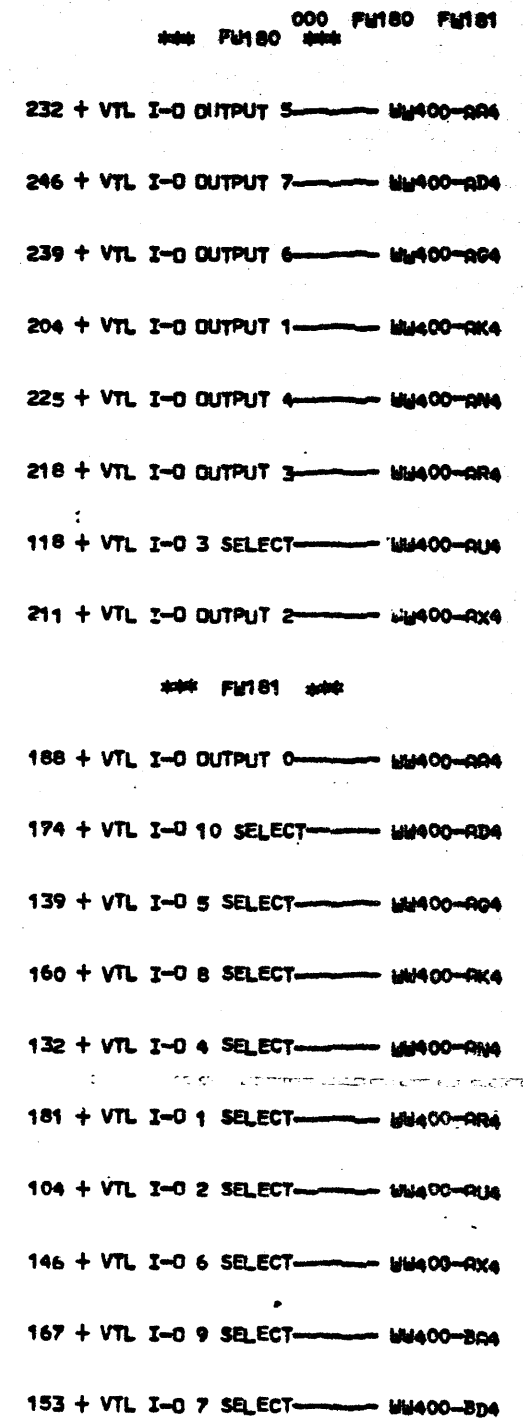 000 FW180 FW181
*** FW180 ***
232 + VTL I-O OUTPUT 5 WW400-AA4
246 + VTL I-O OUTPUT 7 WW400-AD4
239 + VTL I-O OUTPUT 6 WW400-AG4
204 + VTL I-O OUTPUT 1 WW400-AK4
225 + VTL I-O OUTPUT 4 WW400-AN4
218 + VTL I-O OUTPUT 3 WW400-AR4
118 + VTL I-O 3 SELECT WW400-AU4
211 + VTL I-O OUTPUT 2 WW400-AX4
*** FW181 ***
188 + VTL I-O OUTPUT 0 WW400-AA4
174 + VTL I-O 10 SELECT WW400-AD4
139 + VTL I-O 5 SELECT WW400-AG4
160 + VTL I-O 8 SELECT WW400-AK4
132 + VTL I-O 4 SELECT WW400-AN4
181 + VTL I-O 1 SELECT WW400-AR4
104 + VTL I-O 2 SELECT WW400-AU4
146 + VTL I-O 6 SELECT WW400-AX4
167 + VTL I-O 9 SELECT WW400-BA4
153 + VTL I-O 7 SELECT WW400-BD4